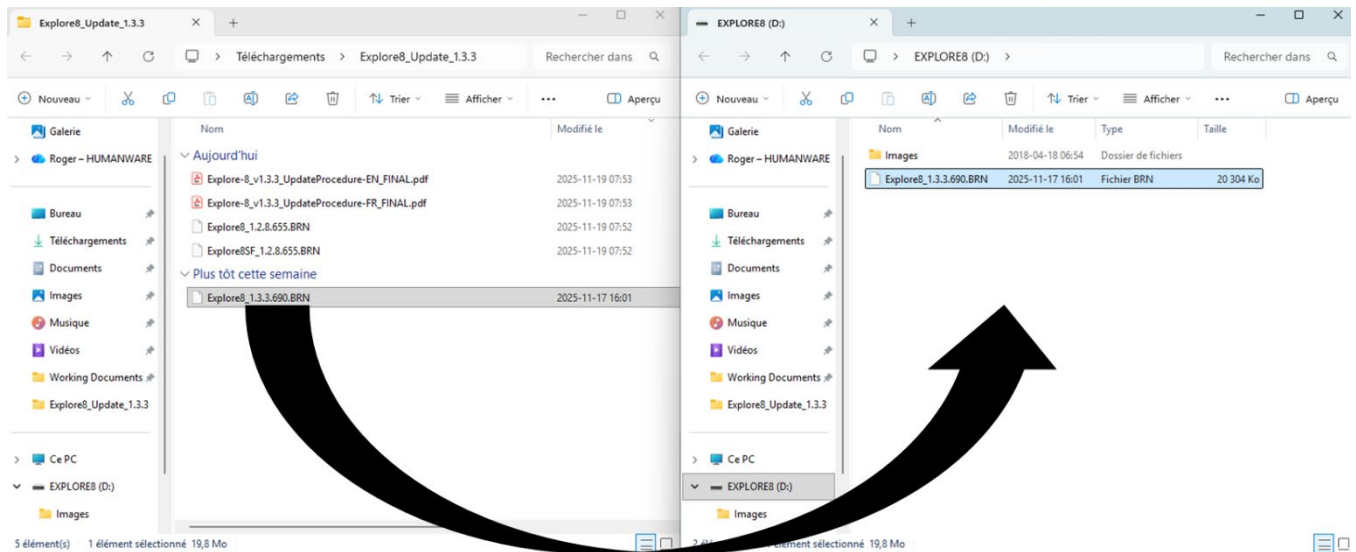 Explore8_Update_1.3.3
Téléchargements > Explore8_Update_1.3.3
Rechercher dans
Nouveau
Trier
Afficher
Aperçu
Galerie
Roger – HUMANWARE
Bureau
Téléchargements
Documents
Images
Musique
Vidéos
Working Documents
Explore8_Update_1.3.3
Ce PC
EXPLORE8 (D:)
Images
Nom Modifié le
Aujourd'hui
Explore-8_v1.3.3_UpdateProcedure-EN_FINAL.pdf 2025-11-19 07:53
Explore-8_v1.3.3_UpdateProcedure-FR_FINAL.pdf 2025-11-19 07:53
Explore8_1.2.8.655.BRN 2025-11-19 07:52
Explore8SF_1.2.8.655.BRN 2025-11-19 07:52
Plus tôt cette semaine
Explore8_1.3.3.690.BRN 2025-11-17 16:01
5 élément(s) 1 élément sélectionné 19,8 Mo
EXPLORE8 (D:)
EXPLORE8 (D:) >
Rechercher dans
Nouveau
Trier
Afficher
Aperçu
Galerie
Roger – HUMANWARE
Bureau
Téléchargements
Documents
Images
Musique
Vidéos
Working Documents
Explore8_Update_1.3.3
Ce PC
EXPLORE8 (D:)
Images
Nom Modifié le Type Taille
Images 2018-04-18 06:54 Dossier de fichiers
Explore8_1.3.3.690.BRN 2025-11-17 16:01 Fichier BRN 20 304 Ko
sélectionné 19,8 Mo